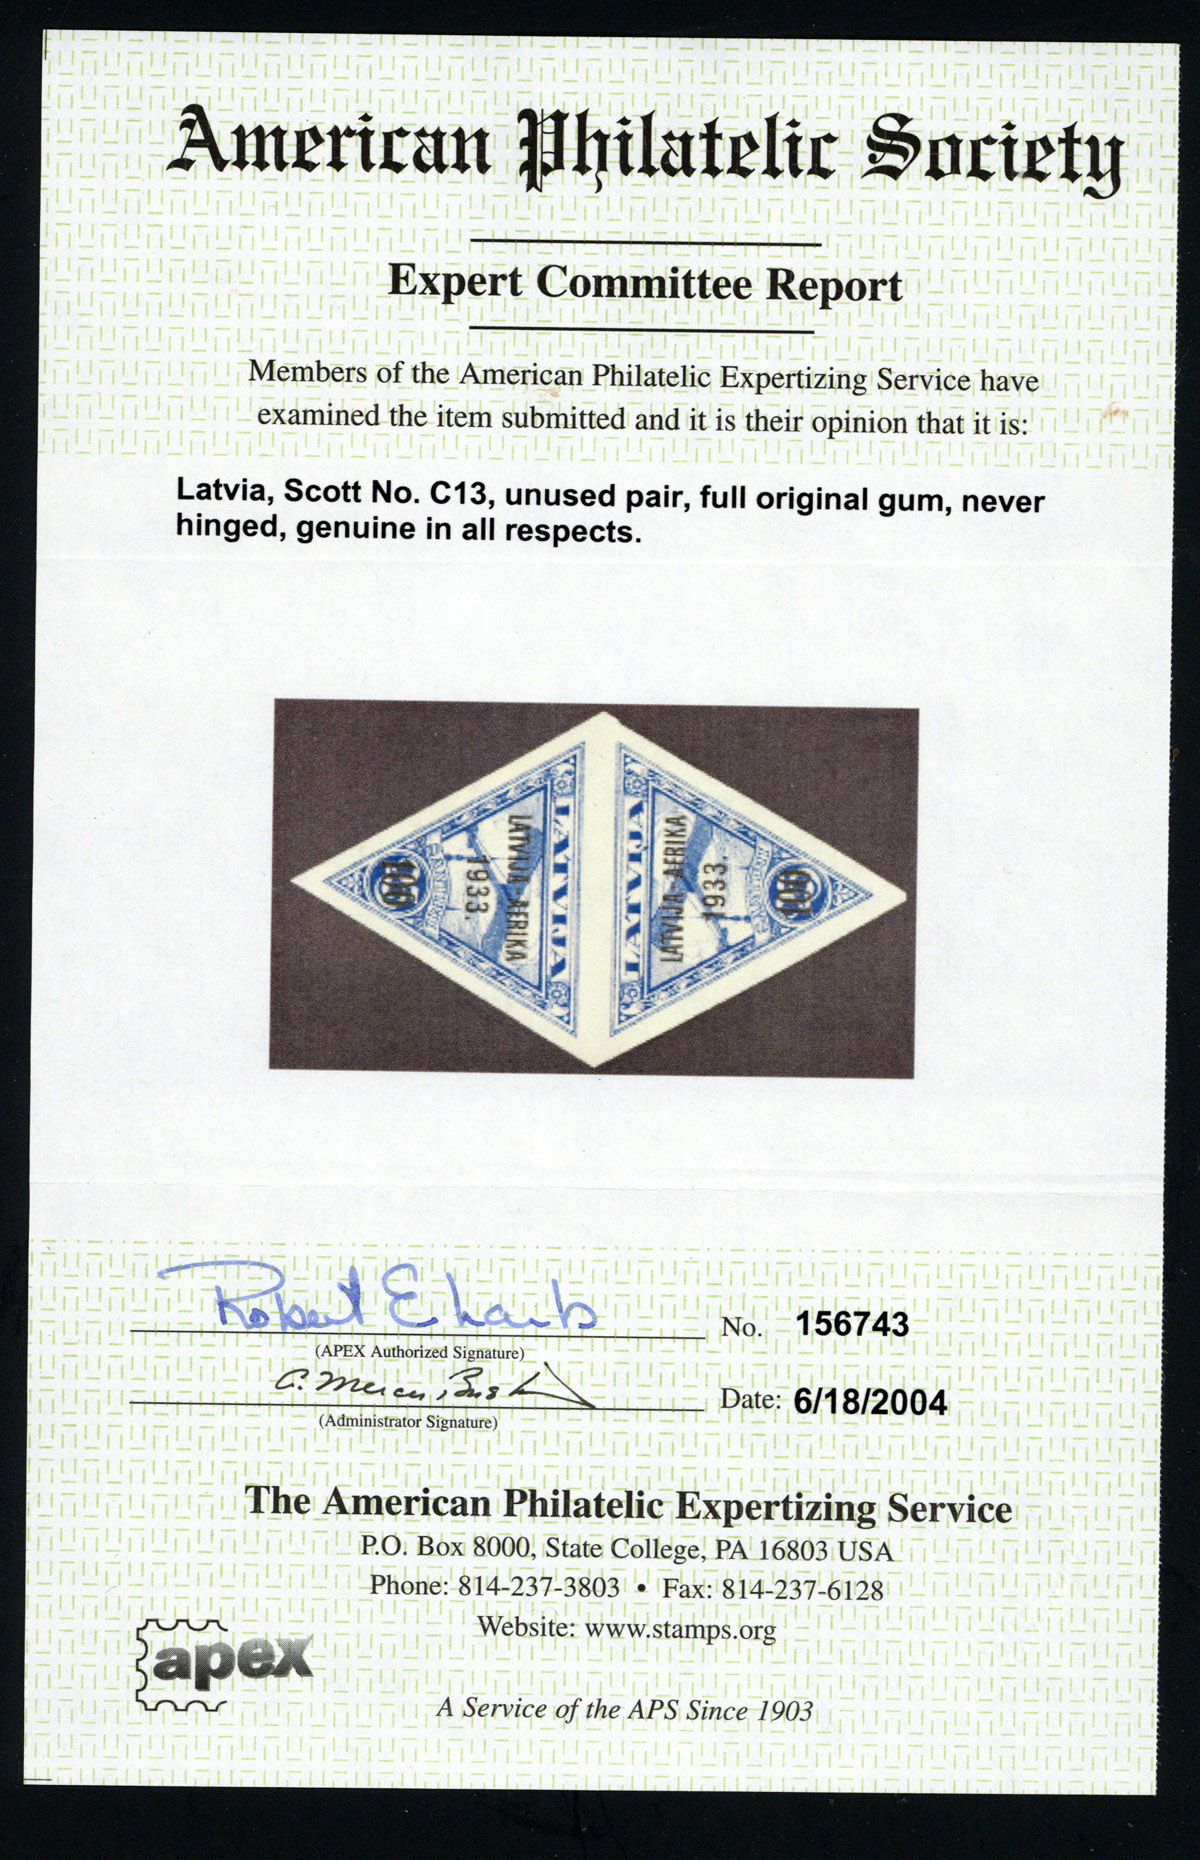 American Philatelic Society
Expert Committee Report
Members of the American Philatelic Expertizing Service have
examined the item submitted and it is their opinion that it is:
Latvia, Scott No. C13, unused pair, full original gum, never
hinged, genuine in all respects.
LATVIJA
LATVIJA-AFRIKA
1933.
100
LATVIJA
LATVIJA-AFRIKA
1933.
100
Robert E
No. 156743
(APEX Authorized Signature)
Date: 6/18/2004
(Administrator Signature)
The American Philatelic Expertizing Service
P.O. Box 8000, State College, PA 16803 USA
Phone: 814-237-3803 • Fax: 814-237-6128
Website: www.stamps.org
apex
A Service of the APS Since 1903